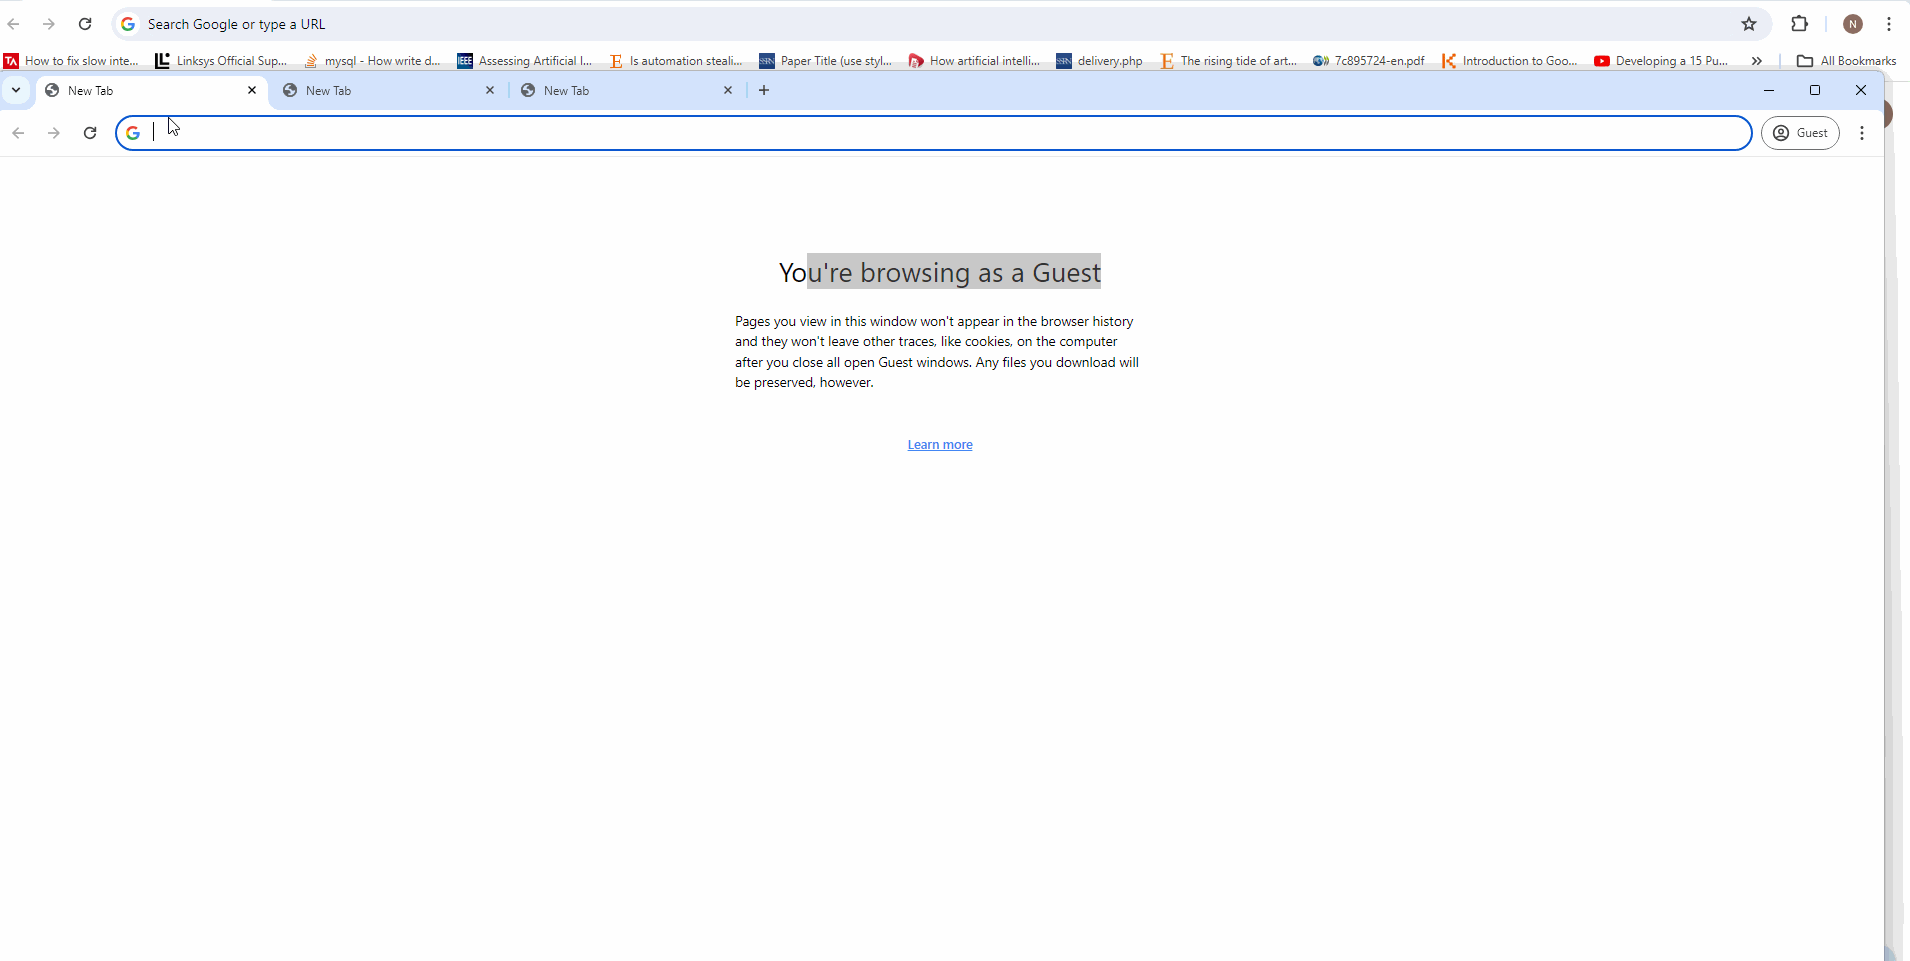 Search Google or type a URL
N
TA How to fix slow inte... Linksys Official Sup... mysql - How write d... IEEE Assessing Artificial I... E Is automation steali... SSRN Paper Title (use styl... How artificial intelli... SSRN delivery.php E The rising tide of art... 7c895724-en.pdf Introduction to Goo... Developing a 15 Pu... » All Bookmarks
New Tab New Tab New Tab
G Guest
You're browsing as a Guest
Pages you view in this window won't appear in the browser history
and they won't leave other traces, like cookies, on the computer
after you close all open Guest windows. Any files you download will
be preserved, however.
Learn more